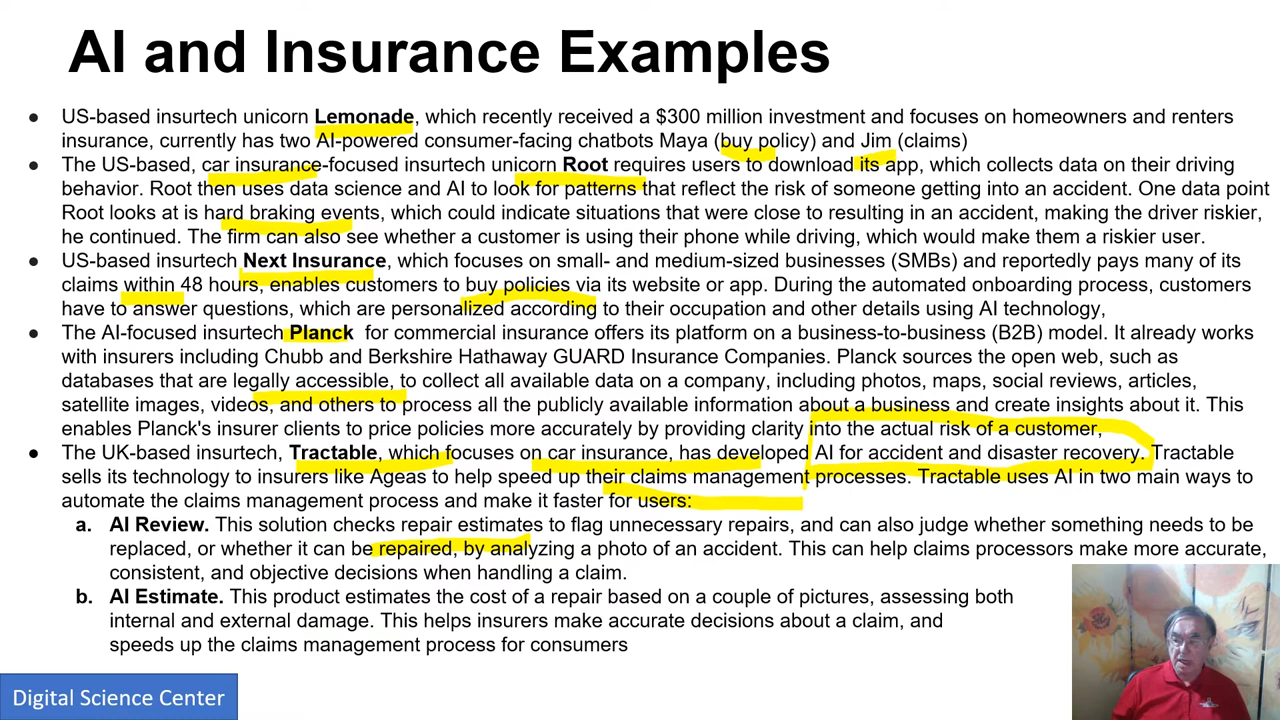 AI and Insurance Examples
● US-based insurtech unicorn Lemonade, which recently received a $300 million investment and focuses on homeowners and renters
insurance, currently has two AI-powered consumer-facing chatbots Maya (buy policy) and Jim (claims)
● The US-based, car insurance-focused insurtech unicorn Root requires users to download its app, which collects data on their driving
behavior. Root then uses data science and AI to look for patterns that reflect the risk of someone getting into an accident. One data point
Root looks at is hard braking events, which could indicate situations that were close to resulting in an accident, making the driver riskier,
he continued. The firm can also see whether a customer is using their phone while driving, which would make them a riskier user.
● US-based insurtech Next Insurance, which focuses on small- and medium-sized businesses (SMBs) and reportedly pays many of its
claims within 48 hours, enables customers to buy policies via its website or app. During the automated onboarding process, customers
have to answer questions, which are personalized according to their occupation and other details using AI technology,
● The AI-focused insurtech Planck for commercial insurance offers its platform on a business-to-business (B2B) model. It already works
with insurers including Chubb and Berkshire Hathaway GUARD Insurance Companies. Planck sources the open web, such as
databases that are legally accessible, to collect all available data on a company, including photos, maps, social reviews, articles,
satellite images, videos, and others to process all the publicly available information about a business and create insights about it. This
enables Planck's insurer clients to price policies more accurately by providing clarity into the actual risk of a customer,
● The UK-based insurtech, Tractable, which focuses on car insurance, has developed AI for accident and disaster recovery. Tractable
sells its technology to insurers like Ageas to help speed up their claims management processes. Tractable uses AI in two main ways to
automate the claims management process and make it faster for users:
a. AI Review. This solution checks repair estimates to flag unnecessary repairs, and can also judge whether something needs to be
replaced, or whether it can be repaired, by analyzing a photo of an accident. This can help claims processors make more accurate,
consistent, and objective decisions when handling a claim.
b. AI Estimate. This product estimates the cost of a repair based on a couple of pictures, assessing both
internal and external damage. This helps insurers make accurate decisions about a claim, and
speeds up the claims management process for consumers
Digital Science Center